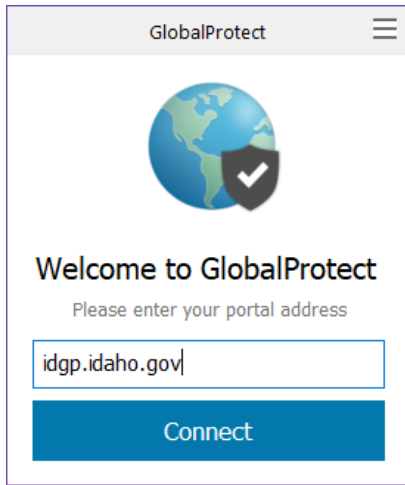 GlobalProtect
Welcome to GlobalProtect
Please enter your portal address
idgp.idaho.gov
Connect